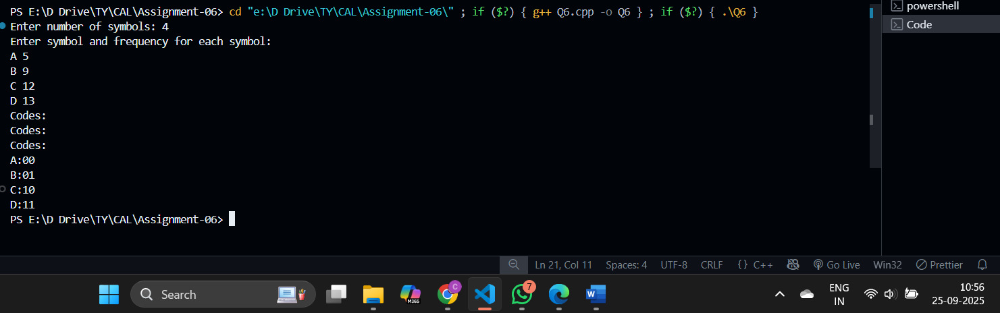 PS E:\D Drive\TY\CAL\Assignment-06> cd "e:\D Drive\TY\CAL\Assignment-06\" ; if ($?) { g++ Q6.cpp -o Q6 } ; if ($?) { .\Q6 }
Enter number of symbols: 4
Enter symbol and frequency for each symbol:
A 5
B 9
C 12
D 13
Codes:
Codes:
Codes:
A:00
B:01
C:10
D:11
PS E:\D Drive\TY\CAL\Assignment-06>
powershell
Code
Ln 21, Col 11 Spaces: 4 UTF-8 CRLF {} C++ Go Live Win32 Prettier
Search
M365
C
7
W
ENG
IN
10:56
25-09-2025